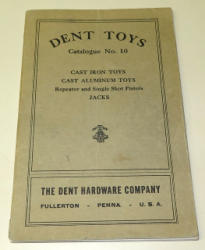 DENT TOYS
Catalogue No. 10
CAST IRON TOYS
CAST ALUMINUM TOYS
Repeater and Single Shot Pistols
JACKS
THE DENT HARDWARE COMPANY
FULLERTON - PENNA. - U. S. A.